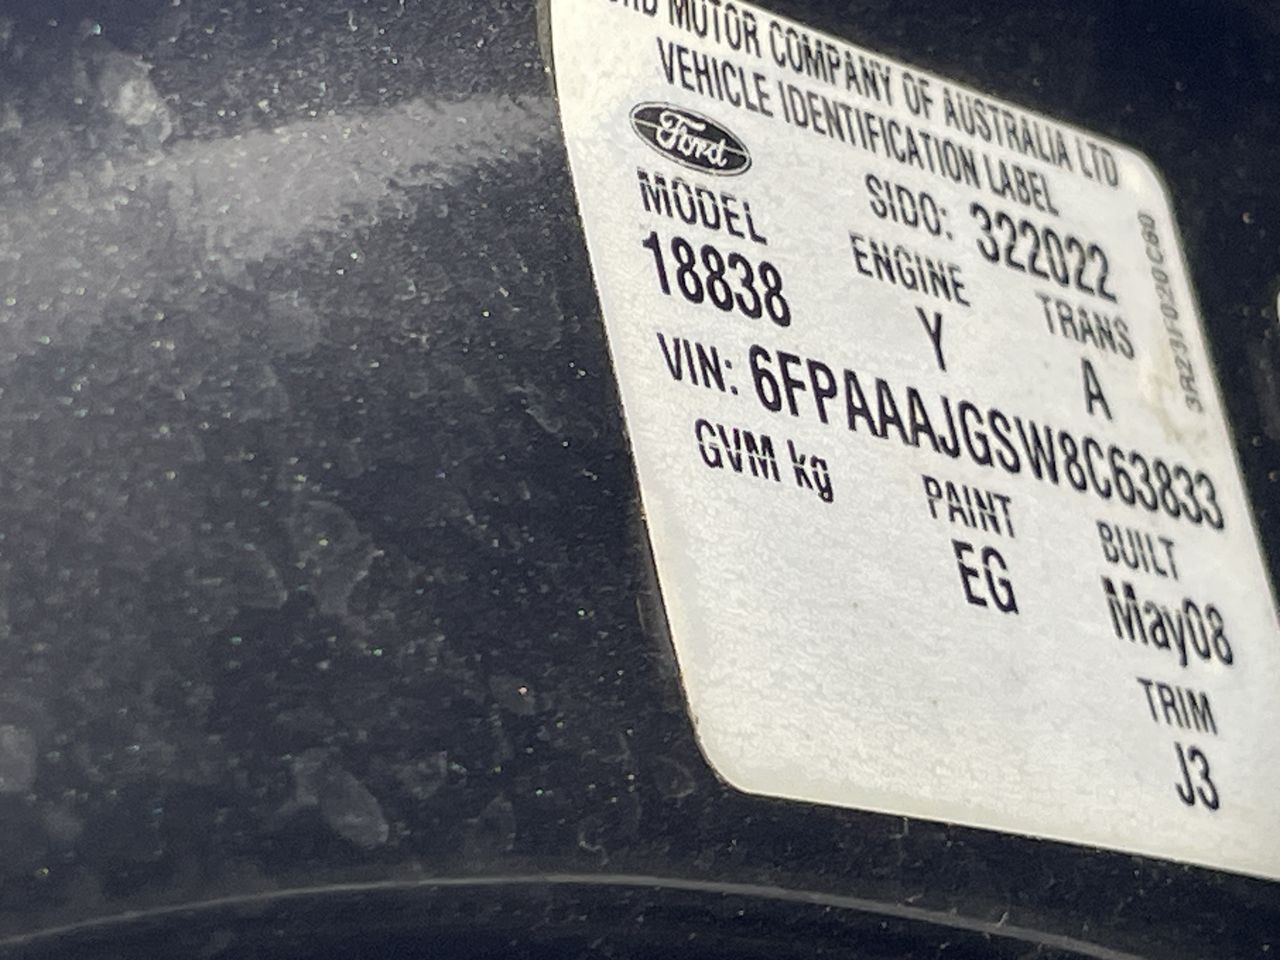 FORD MOTOR COMPANY OF AUSTRALIA LTD
VEHICLE IDENTIFICATION LABEL
Ford
SIDO: 322022
MODEL ENGINE TRANS
18838 Y A
VIN: 6FPAAAJGSW8C63833
GVM kg PAINT BUILT
EG May08
TRIM
J3